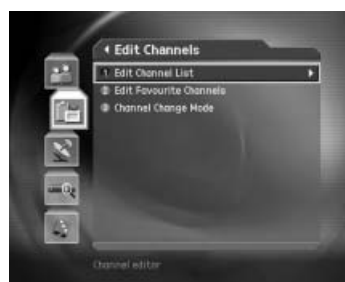 Edit Channels
1 Edit Channel List
2 Edit Favourite Channels
3 Channel Change Mode
Channel editor